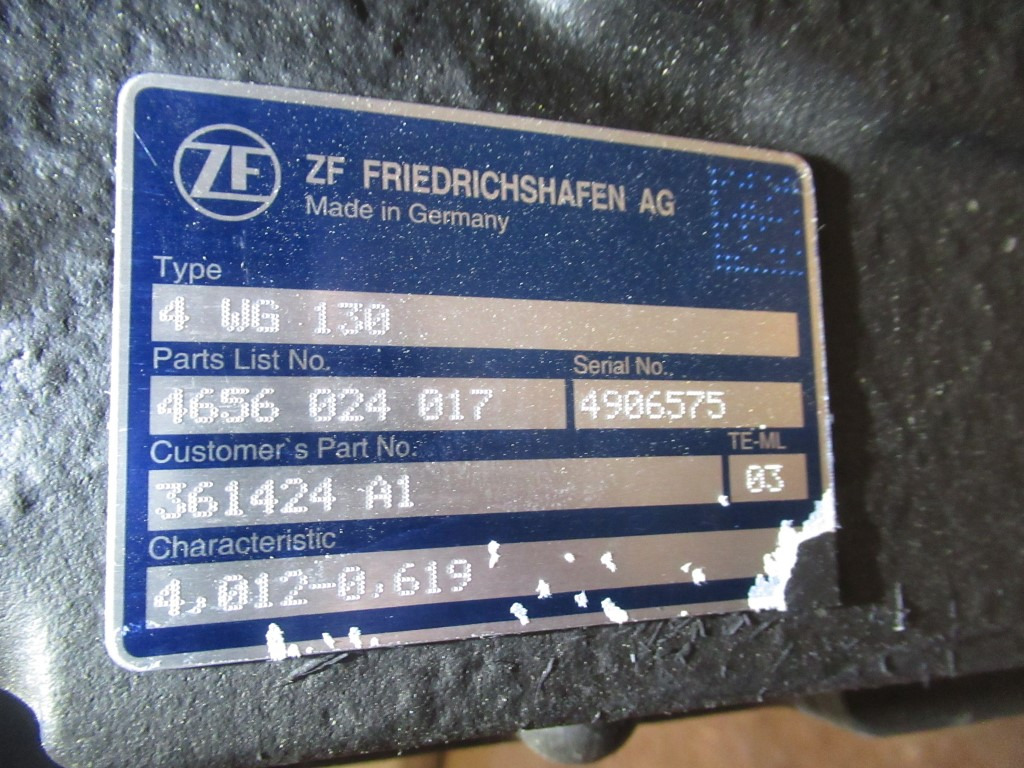 ZF ZF FRIEDRICHSHAFEN AG
Made in Germany
Type
4 WG 130
Parts List No. Serial No.
4656 024 017 4906575
Customer`s Part No. TE-ML
361424 A1 03
Characteristic
4,012-0,619